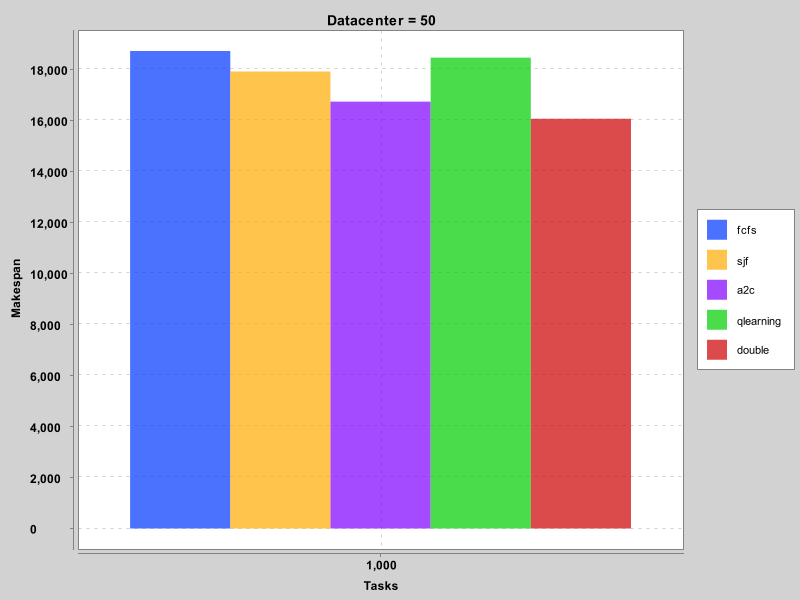 Datacenter = 50
18,000
16,000
14,000
12,000
10,000
8,000
6,000
4,000
2,000
0
Makespan
1,000
Tasks
fcfs
sjf
a2c
qlearning
double